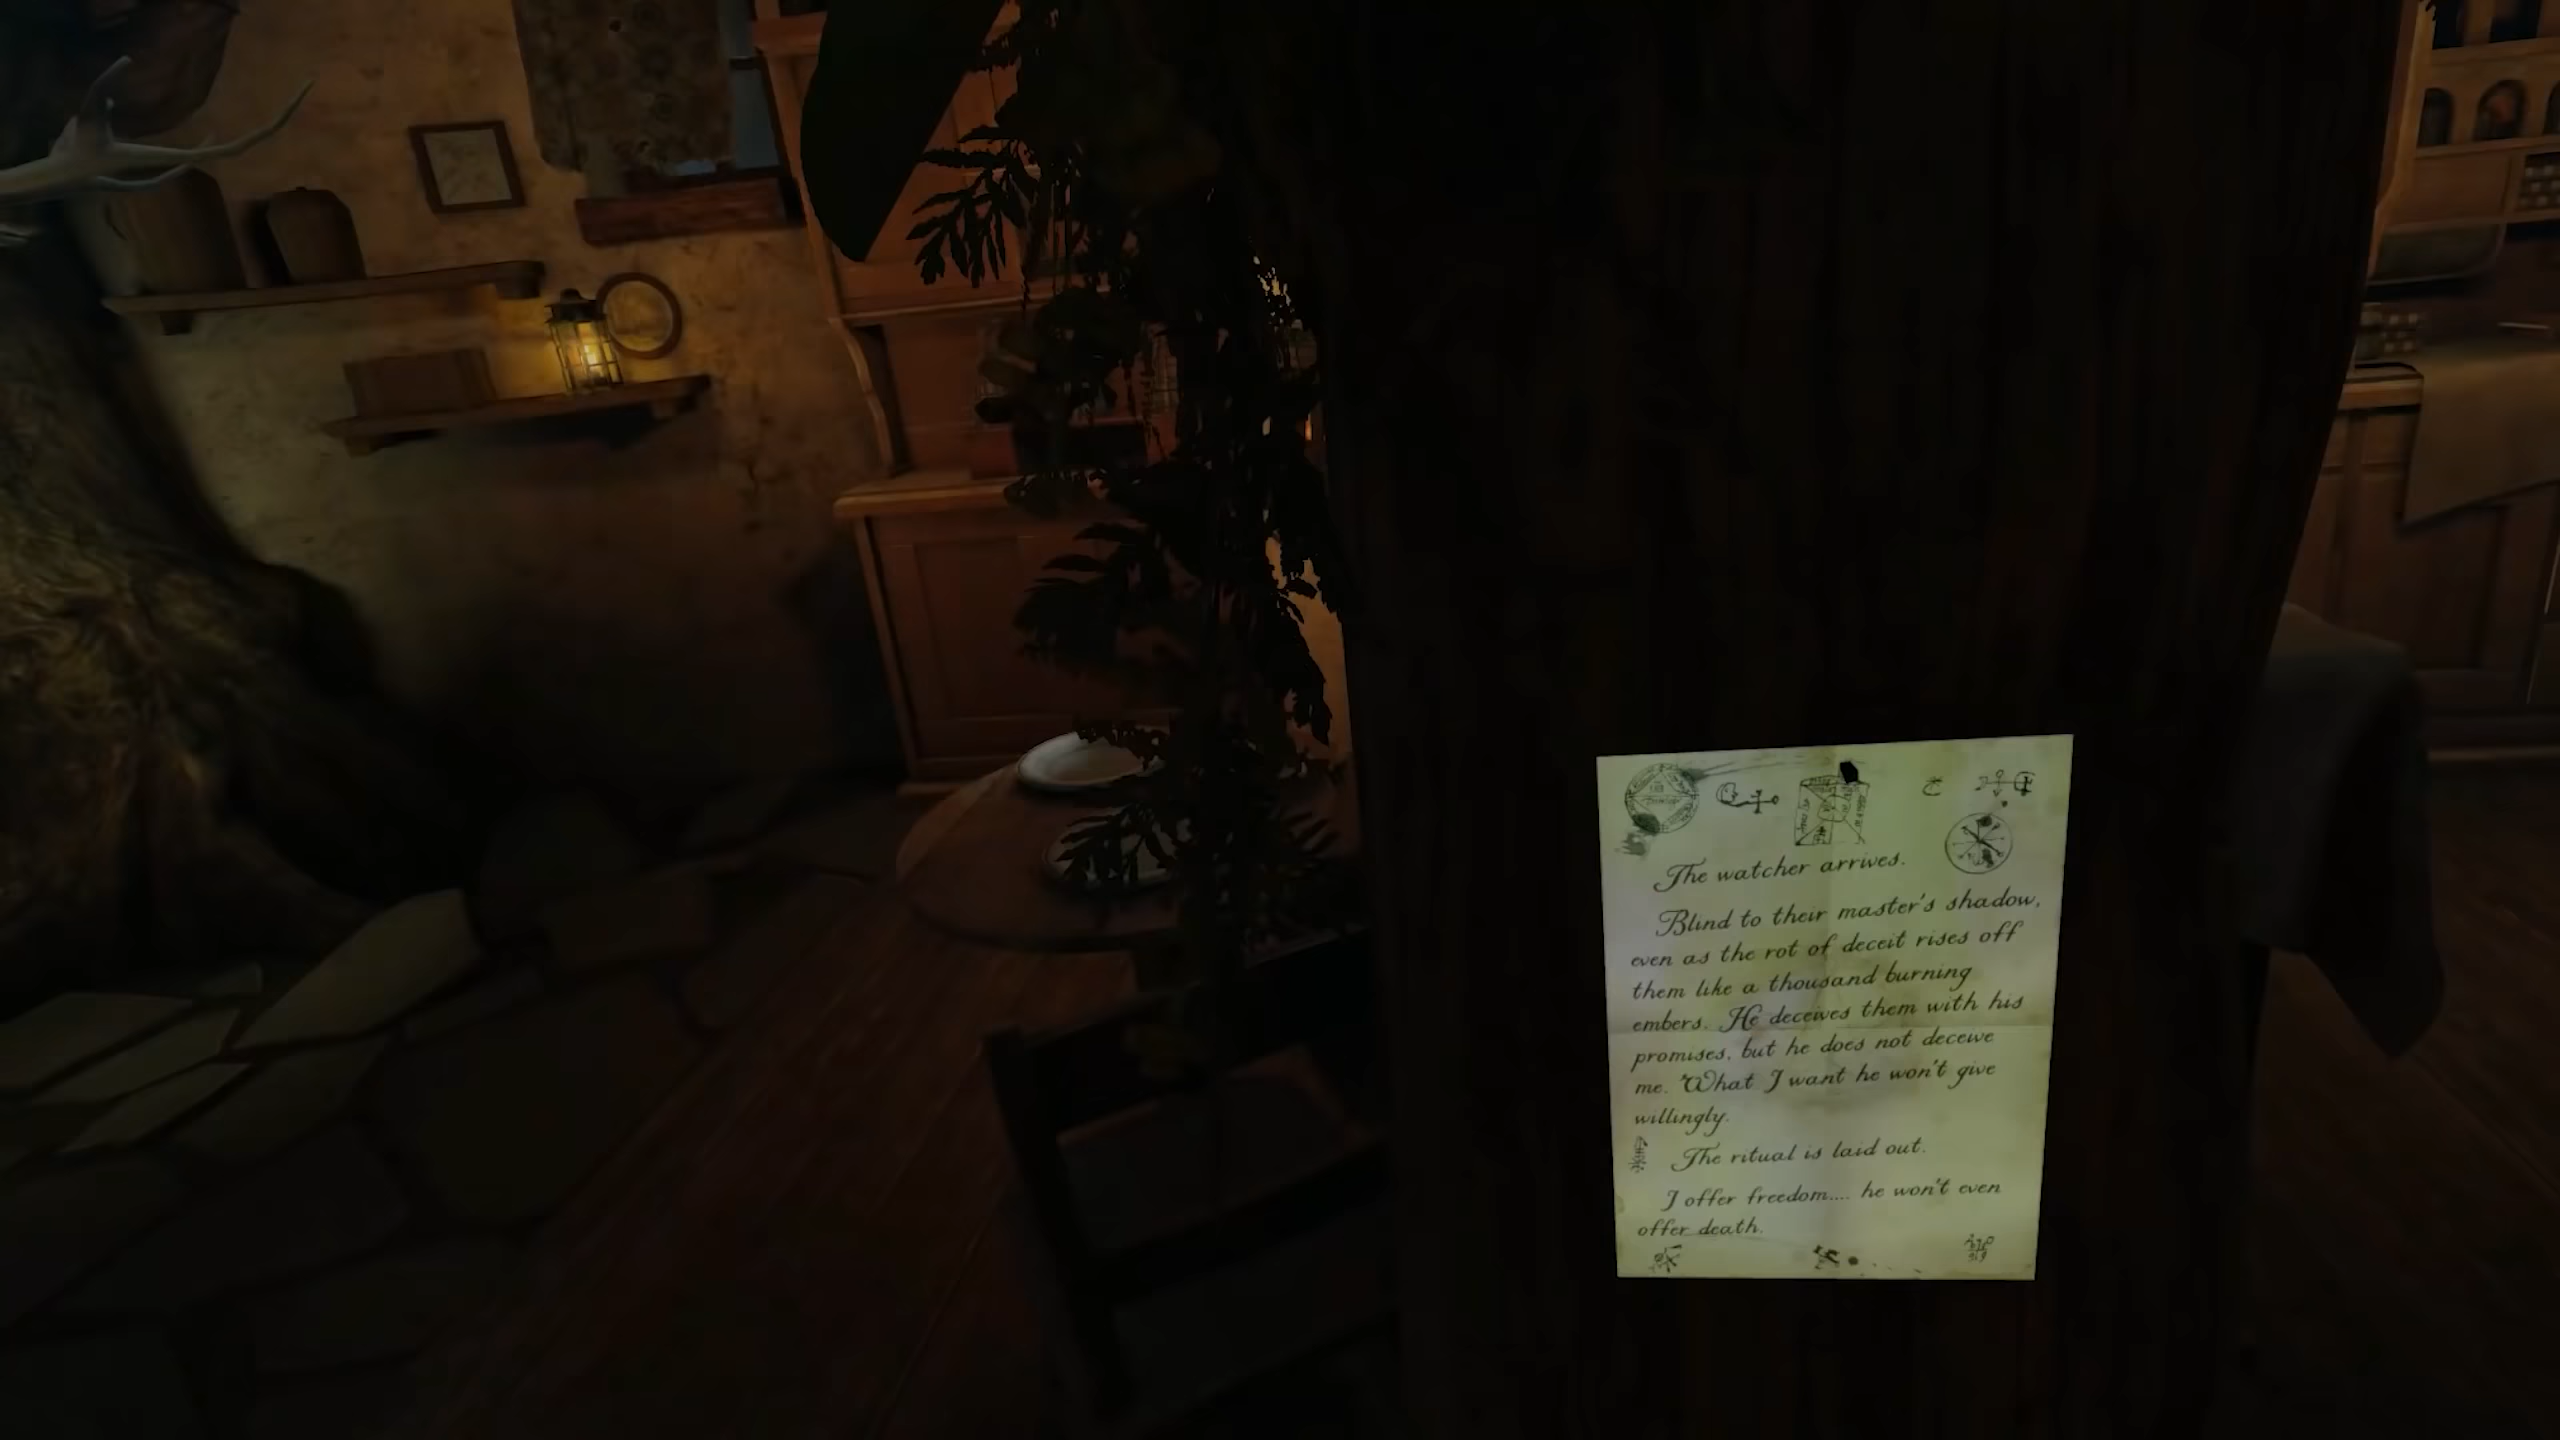 The watcher arrives.
Blind to their master's shadow,
even as the rot of deceit rises off
them like a thousand burning
embers. He deceives them with his
promises, but he does not deceive
me. What I want he won't give
willingly.
The ritual is laid out.
I offer freedom.... he won't even
offer death.